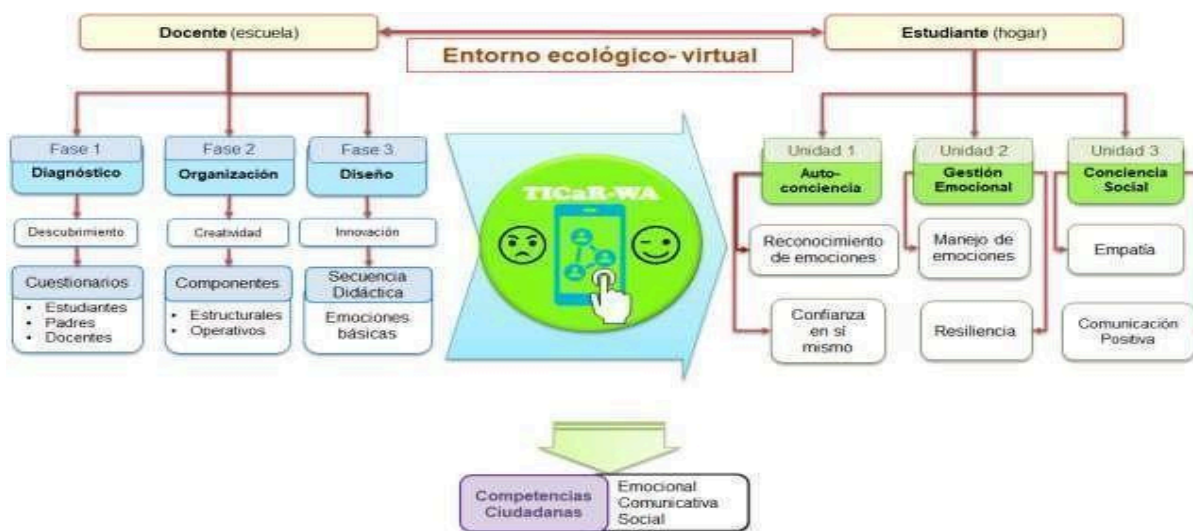 Docente (escuela)
Estudiante (hogar)
Entorno ecológico- virtual
Fase 1
Diagnóstico
Descubrimiento
Cuestionarios
• Estudiantes
• Padres
• Docentes
Fase 2
Organización
Creatividad
Componentes
• Estructurales
• Operativos
Fase 3
Diseño
Innovación
Secuencia
Didáctica
Emociones
básicas
TICaR-WA
Unidad 1
Auto-
conciencia
Reconocimiento
de emociones
Confianza
en sí
mismo
Unidad 2
Gestión
Emocional
Manejo de
emociones
Resiliencia
Unidad 3
Conciencia
Social
Empatía
Comunicación
Positiva
Competencias
Ciudadanas
Emocional
Comunicativa
Social